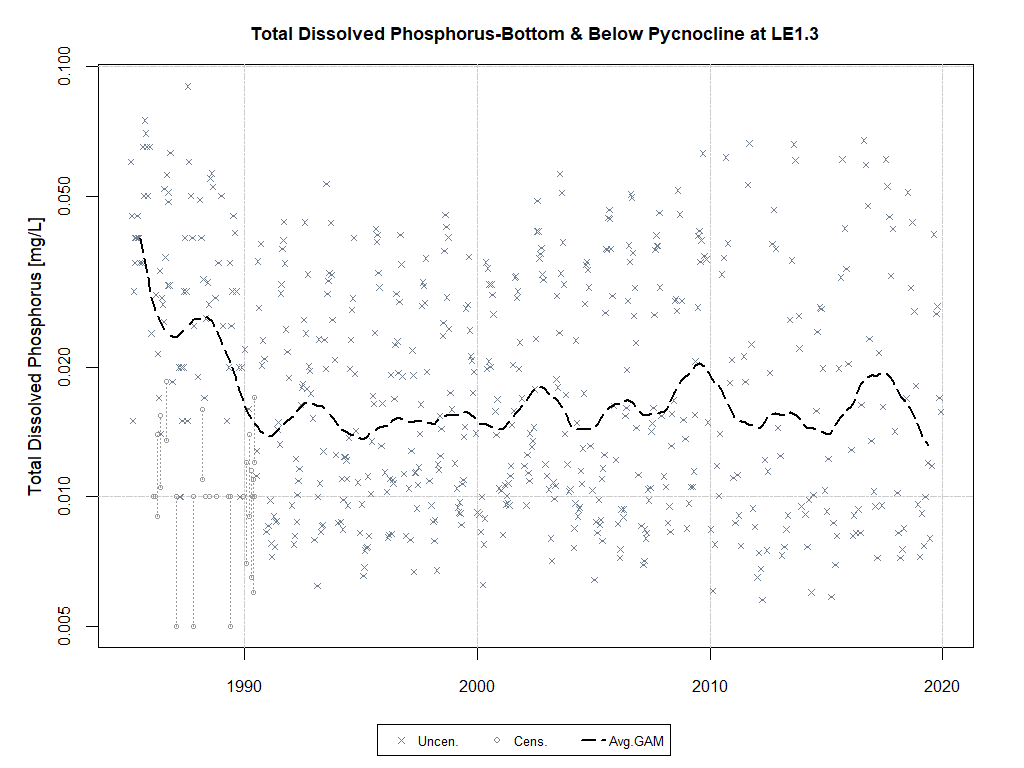 Total Dissolved Phosphorus-Bottom & Below Pycnocline at LE1.3
Total Dissolved Phosphorus [mg/L]
0.100
0.050
0.020
0.010
0.005
1990 2000 2010 2020
Uncen. Cens. Avg.GAM